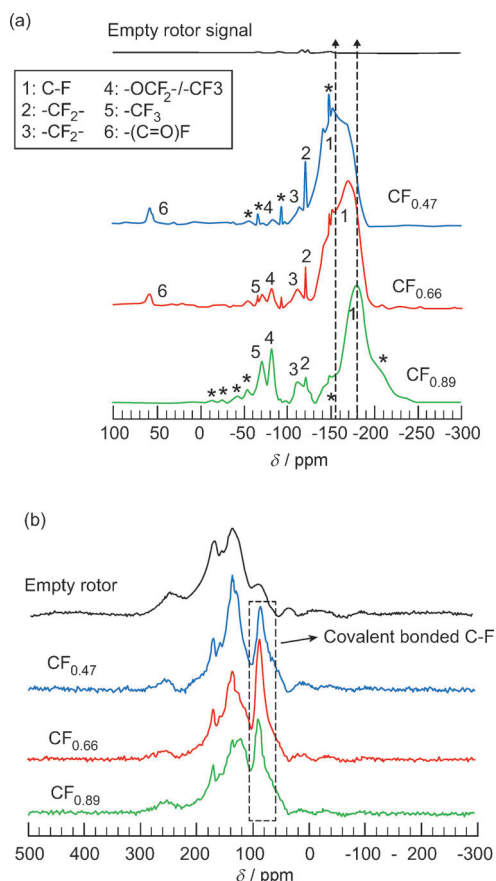 (a)
Empty rotor signal
1: C-F 4: -OCF2-/-CF3
2: -CF2- 5: -CF3
3: -CF2- 6: -(C=O)F
* 
2
1
6 * * 4 * 3
CF0.47
2
1
6 5 4 3
CF0.66
5 4
3 2 1
* * * * * *
CF0.89
100 50 0 -50 -100 -150 -200 -250 -300
δ / ppm
(b)
Empty rotor
Covalent bonded C-F
CF0.47
CF0.66
CF0.89
500 400 300 200 100 0 -100 -200 -300
δ / ppm